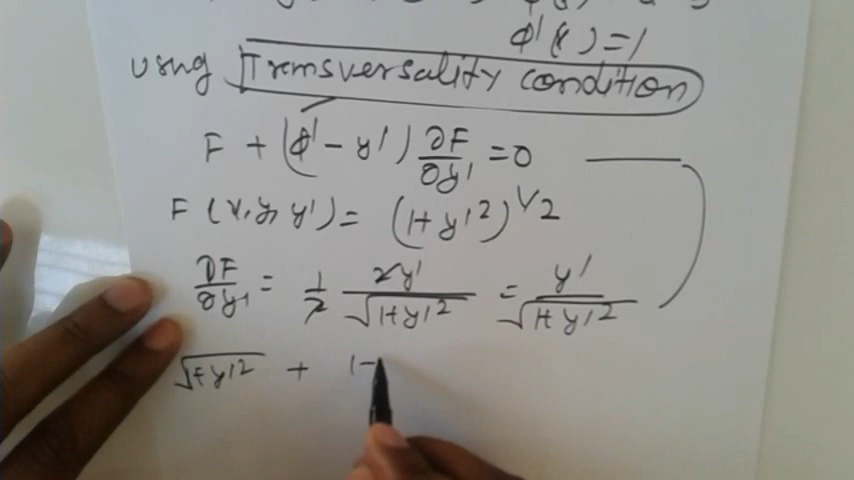 φ'(x) = 1
using Transversality condition
F + (φ' - y') ∂F/∂y' = 0
F (x, y, y') = (1+y'^2)^1/2
∂F/∂y' = 1/2 2y'/√1+y'^2 = y'/√1+y'^2
√1+y'^2 + 1-